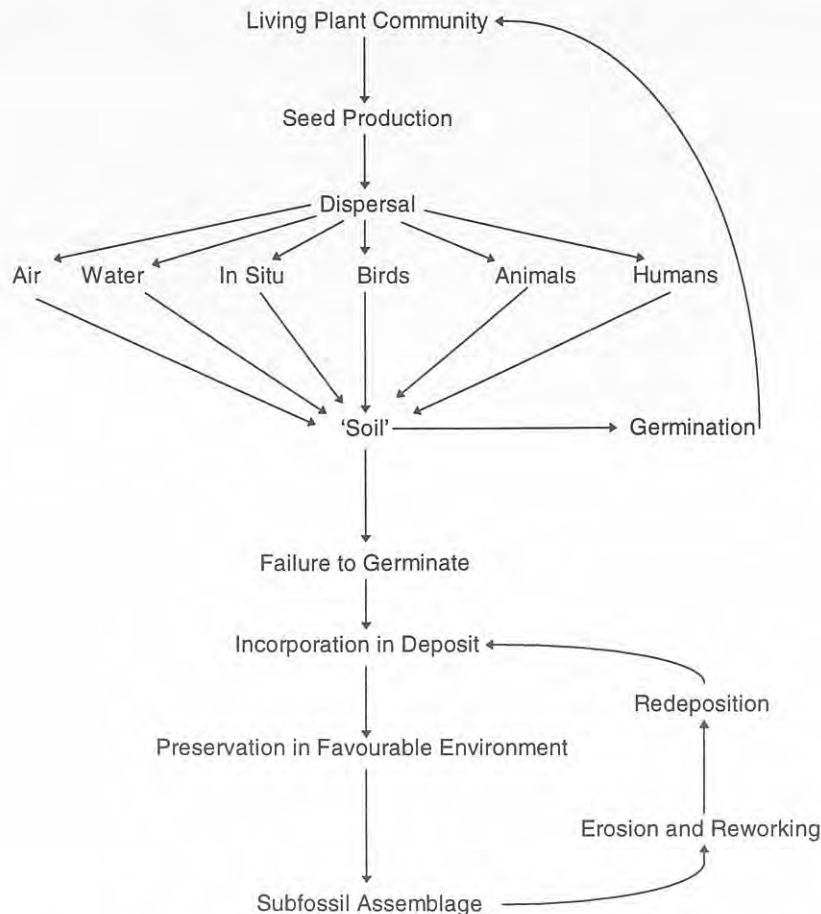 Living Plant Community
Seed Production
Dispersal
Air
Water
In Situ
Birds
Animals
Humans
‘Soil’
Germination
Failure to Germinate
Incorporation in Deposit
Redeposition
Preservation in Favourable Environment
Erosion and Reworking
Subfossil Assemblage